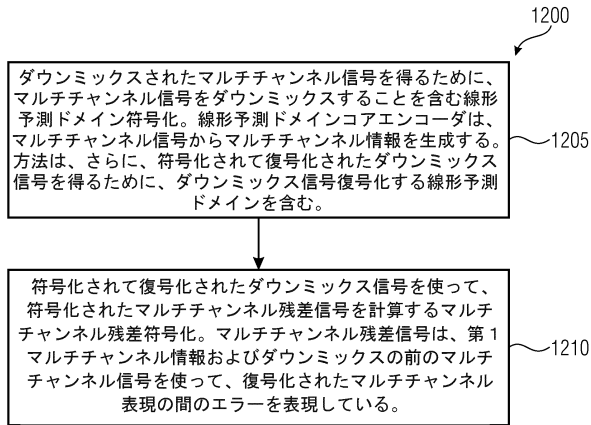 1200
ダウンミックスされたマルチチャンネル信号を得るために、
マルチチャンネル信号をダウンミックスすることを含む線形
予測ドメイン符号化。線形予測ドメインコアエンコーダは、
マルチチャンネル信号からマルチチャンネル情報を生成する。
方法は、さらに、符号化されて復号化されたダウンミックス
信号を得るために、ダウンミックス信号復号化する線形予測
ドメインを含む。
1205
符号化されて復号化されたダウンミックス信号を使って、
符号化されたマルチチャンネル残差信号を計算するマルチ
チャンネル残差符号化。マルチチャンネル残差信号は、第１
マルチチャンネル情報およびダウンミックスの前のマルチ
チャンネル信号を使って、復号化されたマルチチャンネル
表現の間のエラーを表現している。
1210